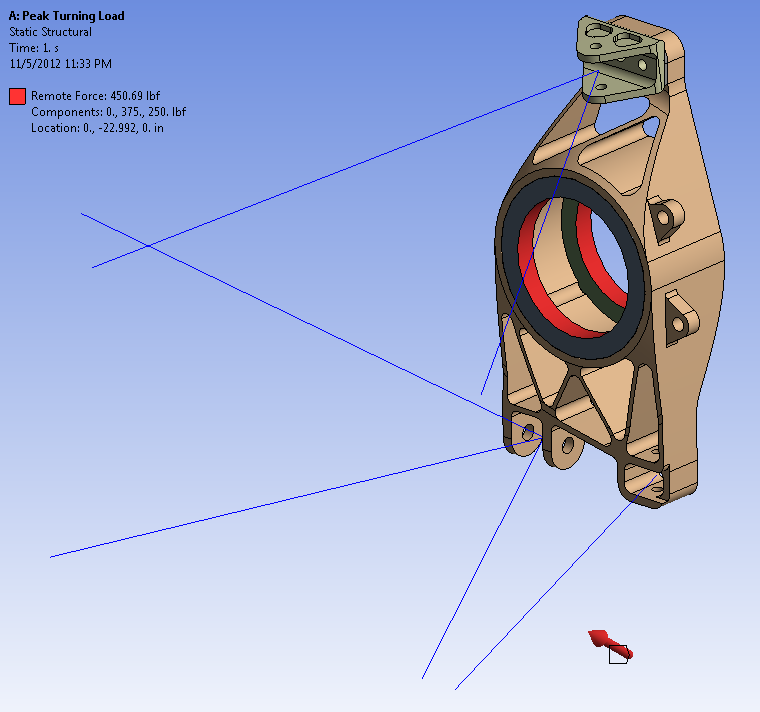 A: Peak Turning Load
Static Structural
Time: 1. s
11/5/2012 11:33 PM
Remote Force: 450.69 lbf
Components: 0., 375., 250. lbf
Location: 0., -22.992, 0. in